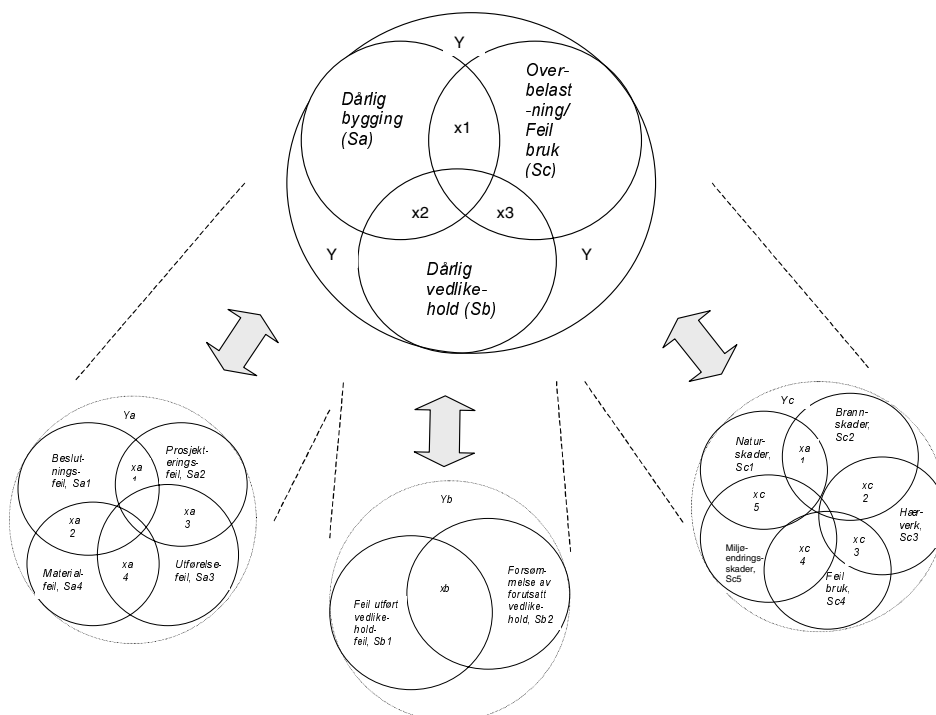 Y
Dårlig
bygging
(Sa)
Over-
belast
-ning/
Feil
bruk
(Sc)
x1
x2
x3
Y
Y
Dårlig
vedlike-
hold (Sb)
Ya
Beslut-
nings-
feil, Sa1
Prosjekt-
erings-
feil, Sa2
xa
1
xa
2
xa
3
xa
4
Material-
feil, Sa4
Utførelse-
feil, Sa3
Yb
Feil utført
vedlike-
hold-
feil, Sb1
xb
Forsøm-
melse av
forutsatt
vedlike-
hold, Sb2
Yc
Natur-
skader,
Sc1
Brann-
skader,
Sc2
xa
1
xc
2
xc
5
Hær-
verk,
Sc3
xc
3
xc
4
Miljø-
endrings-
skader,
Sc5
Feil
bruk,
Sc4